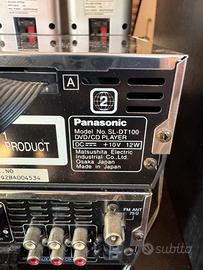 A
2
Panasonic
Model No. SL-DT100
DVD/CD PLAYER
DC ⎓ +10V 12W
Matsushita Electric
Industrial Co.,Ltd.
Osaka Japan
Made in Japan
PRODUCT
FM ANT
75Ω
subito